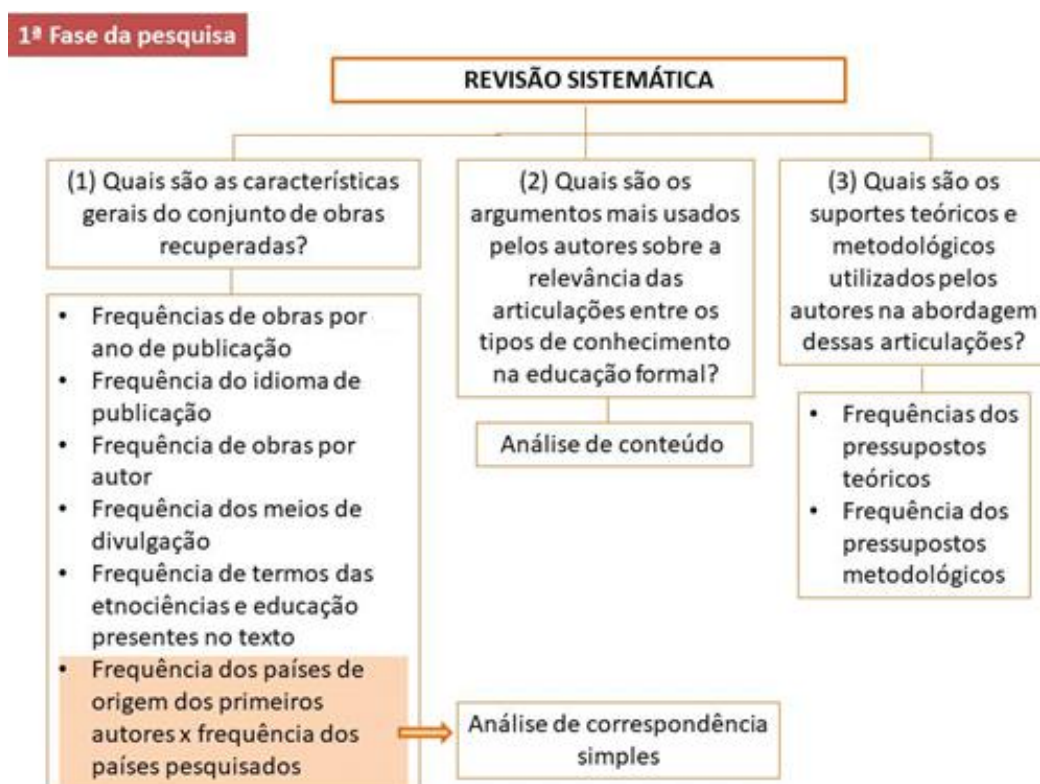 1ª Fase da pesquisa
REVISÃO SISTEMÁTICA
(1) Quais são as características
gerais do conjunto de obras
recuperadas?
• Frequências de obras por
ano de publicação
• Frequência do idioma de
publicação
• Frequência de obras por
autor
• Frequência dos meios de
divulgação
• Frequência de termos das
etnociências e educação
presentes no texto
• Frequência dos países de
origem dos primeiros
autores x frequência dos
países pesquisados
(2) Quais são os
argumentos mais usados
pelos autores sobre a
relevância das
articulações entre os
tipos de conhecimento
na educação formal?
Análise de conteúdo
Análise de correspondência
simples
(3) Quais são os
suportes teóricos e
metodológicos
utilizados pelos
autores na abordagem
dessas articulações?
• Frequências dos
pressupostos
teóricos
• Frequência dos
pressupostos
metodológicos